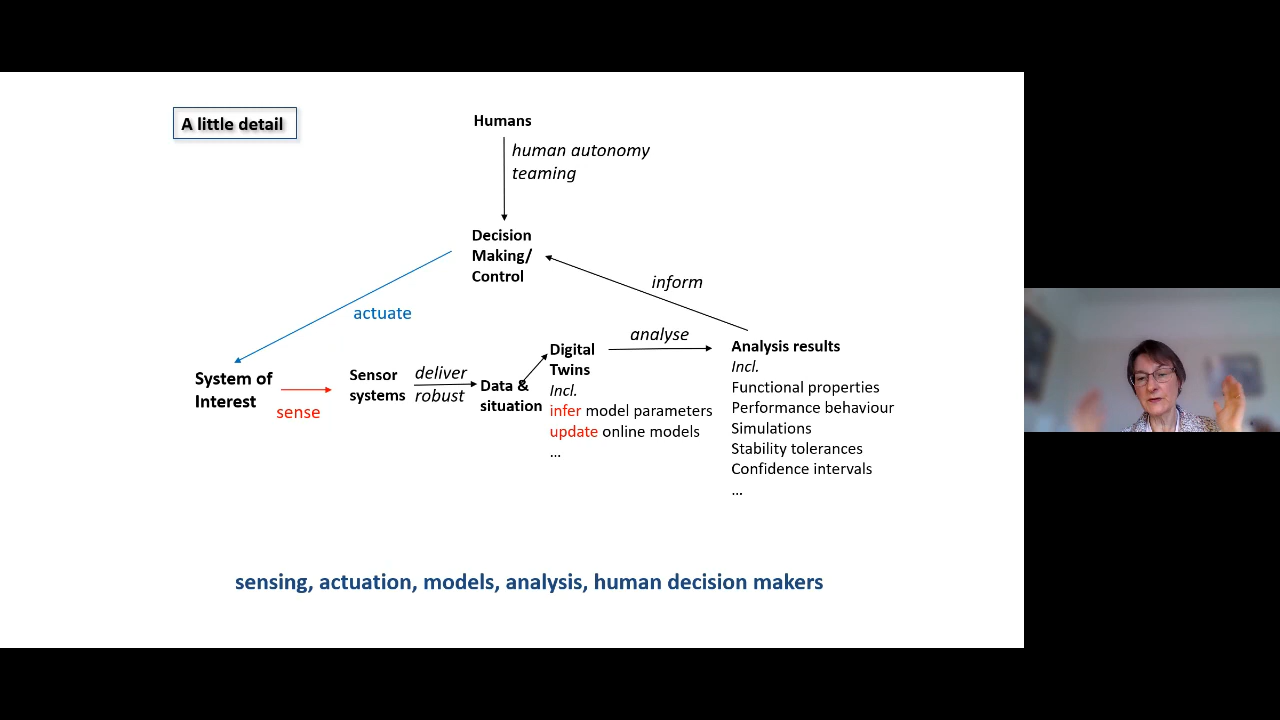 A little detail
Humans
human autonomy
teaming
Decision
Making/
Control
actuate
inform
System of
Interest
sense
Sensor
systems
deliver
robust
Data &
situation
Digital
Twins
Incl.
infer model parameters
update online models
…
analyse
Analysis results
Incl.
Functional properties
Performance behaviour
Simulations
Stability tolerances
Confidence intervals
…
sensing, actuation, models, analysis, human decision makers